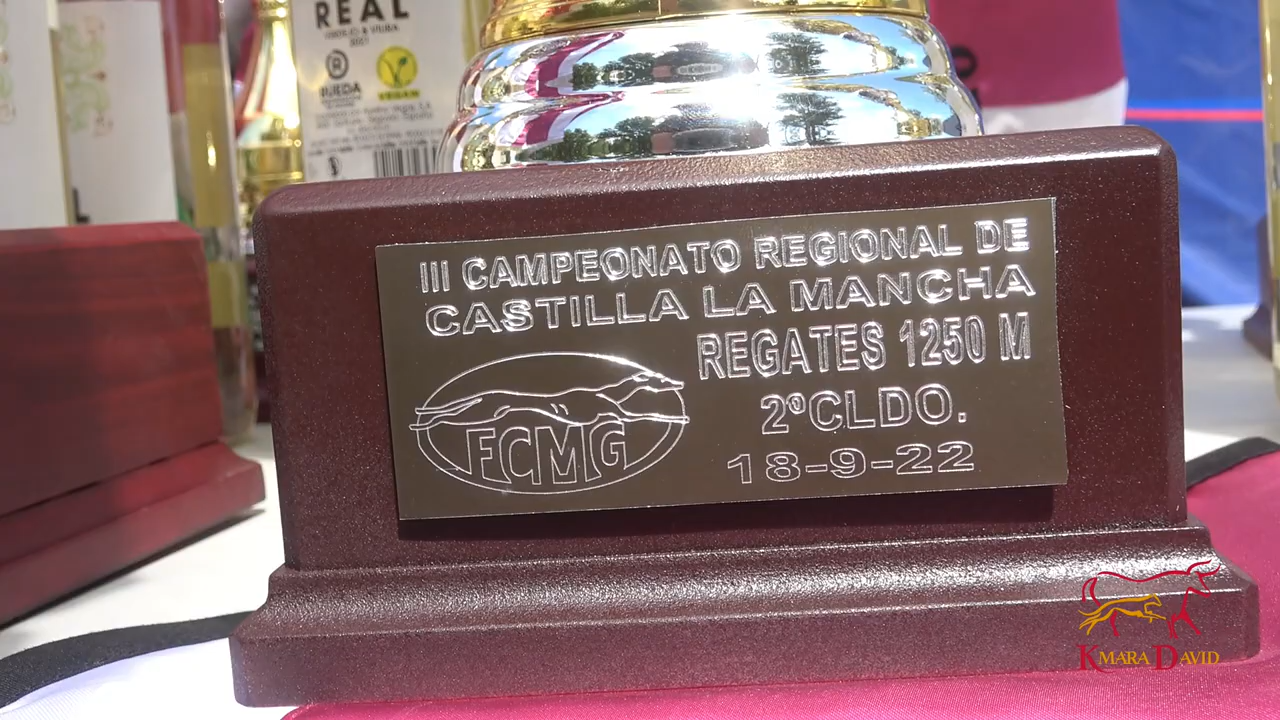 REAL
2021
R
RUEDA
VEGAN
III CAMPEONATO REGIONAL DE
CASTILLA LA MANCHA
REGATES 1250 M
2ºCLDO.
18-9-22
FCMG
KMARA DAVID